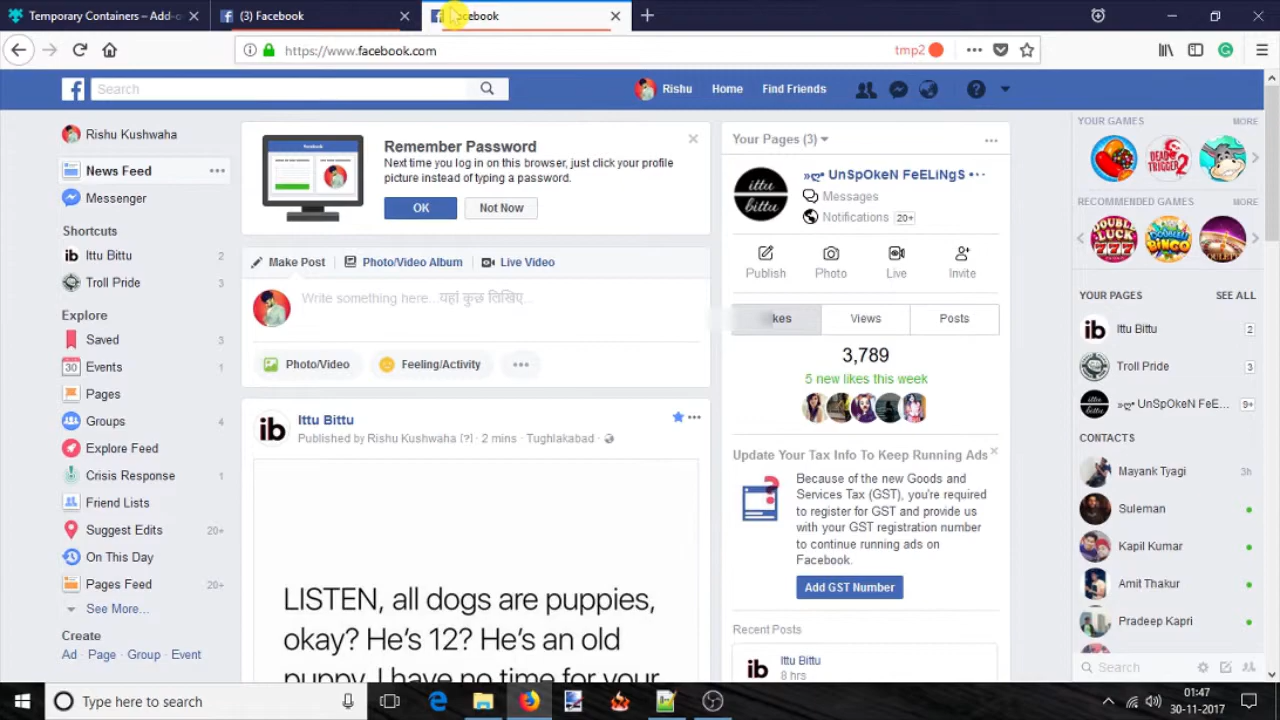 Temporary Containers – Add-o
(3) Facebook
https://www.facebook.com
tmp2
Search
Rishu
Home
Find Friends
Rishu Kushwaha
News Feed
Messenger
Shortcuts
Ittu Bittu 2
Troll Pride 3
Explore
Saved 3
Events 1
Pages
Groups 4
Explore Feed
Crisis Response 1
Friend Lists
Suggest Edits 20+
On This Day
Pages Feed 20+
See More...
Create
Ad · Page · Group · Event
Remember Password
Next time you log in on this browser, just click your profile
picture instead of typing a password.
OK
Not Now
Make Post
Photo/Video Album
Live Video
Write something here...यहां कुछ लिखिए...
Photo/Video
Feeling/Activity
Ittu Bittu
Published by Rishu Kushwaha [?] · 2 mins · Tughlakabad ·
LISTEN, all dogs are puppies,
okay? He's 12? He's an old
puppy. I have no time for your
Your Pages (3)
ittu
bittu
»ღ• UnSpOkeN FeELiNgS •··
Messages
Notifications 20+
Publish
Photo
Live
Invite
kes
Views
Posts
3,789
5 new likes this week
Update Your Tax Info To Keep Running Ads
Because of the new Goods and
Services Tax (GST), you're required
to register for GST and provide us
with your GST registration number
to continue running ads on
Facebook.
Add GST Number
Recent Posts
ib
Ittu Bittu
8 hrs
YOUR GAMES MORE
RECOMMENDED GAMES MORE
YOUR PAGES SEE ALL
ib Ittu Bittu 2
Troll Pride 3
»ღ• UnSpOkeN FeE... 9+
CONTACTS
Mayank Tyagi 3h
Suleman
Kapil Kumar
Amit Thakur
Pradeep Kapri
Search
Type here to search
01:47
30-11-2017